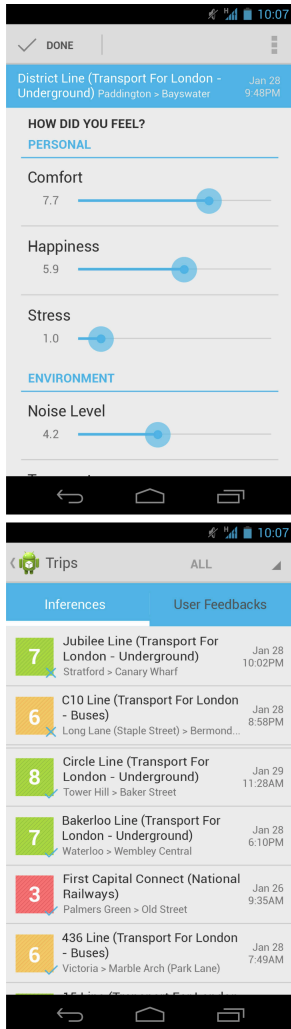 H 10:07
DONE
District Line (Transport For London - Jan 28
Underground) Paddington > Bayswater 9:48PM
HOW DID YOU FEEL?
PERSONAL
Comfort
7.7
Happiness
5.9
Stress
1.0
ENVIRONMENT
Noise Level
4.2
H 10:07
Trips ALL
Inferences User Feedbacks
7
Jubilee Line (Transport For
London - Underground)
Stratford > Canary Wharf
Jan 28
10:02PM
6
C10 Line (Transport For London
- Buses)
Long Lane (Staple Street) > Bermond...
Jan 28
8:58PM
8
Circle Line (Transport For
London - Underground)
Tower Hill > Baker Street
Jan 29
11:28AM
7
Bakerloo Line (Transport For
London - Underground)
Waterloo > Wembley Central
Jan 28
6:10PM
3
First Capital Connect (National
Railways)
Palmers Green > Old Street
Jan 26
9:35AM
6
436 Line (Transport For London
- Buses)
Victoria > Marble Arch (Park Lane)
Jan 28
7:49AM